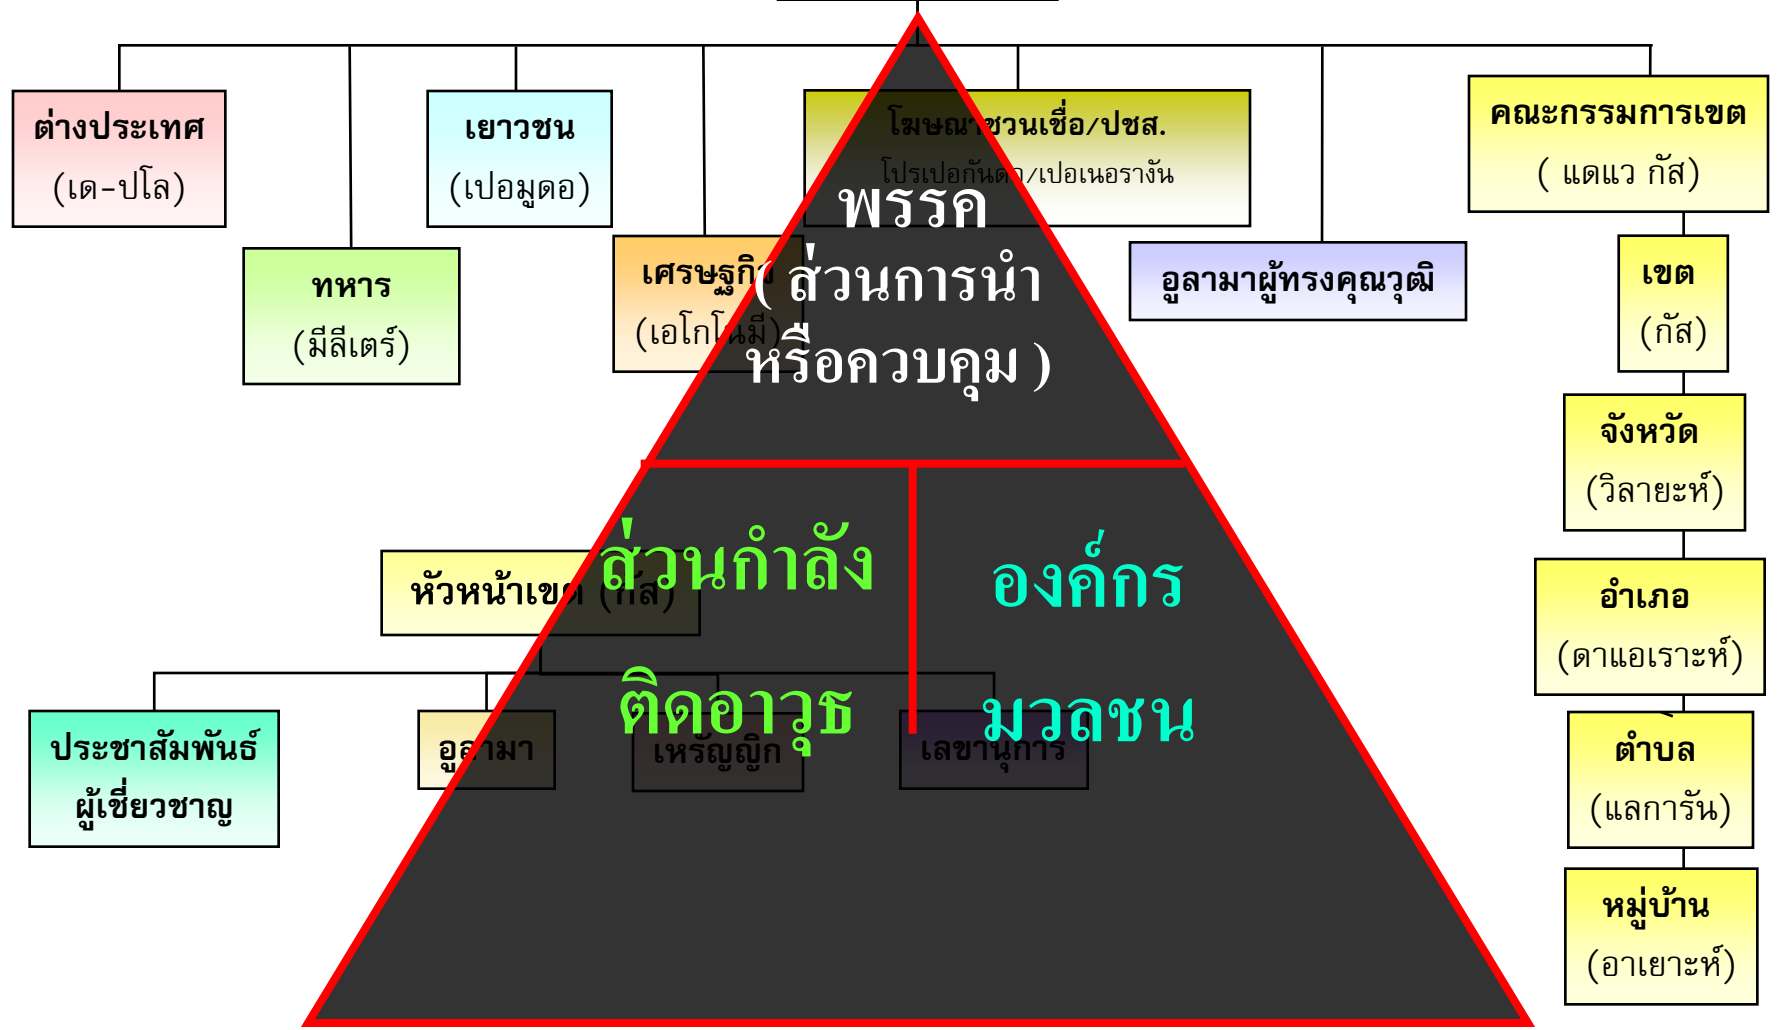 ต่างประเทศ
(เด-ปโล)
เยาวชน
(เปอมูดอ)
โฆษณาชวนเชื่อ/ปชส.
โปรเปอกันดา/เปอเนอรางัน
คณะกรรมการเขต
( แดแว กัส)
ทหาร
(มีลีเตร์)
เศรษฐกิจ
(เอโกโนมี)
อูลามาผู้ทรงคุณวุฒิ
พรรค
( ส่วนการนำ
หรือควบคุม )
เขต
(กัส)
จังหวัด
(วิลายะห์)
อำเภอ
(ดาแอเราะห์)
ตำบล
(แลการัน)
หมู่บ้าน
(อาเยาะห์)
ส่วนกำลัง
ติดอาวุธ
องค์กร
มวลชน
หัวหน้าเขต (กัส)
ประชาสัมพันธ์
ผู้เชี่ยวชาญ
อูลามา
เหรัญญิก
เลขานุการ